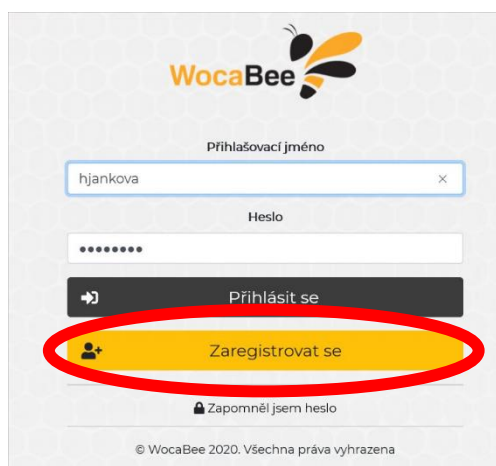 WocaBee
Přihlašovací jméno
hjankova ×
Heslo
••••••••
Přihlásit se
Zaregistrovat se
Zapomněl jsem heslo
© WocaBee 2020. Všechna práva vyhrazena